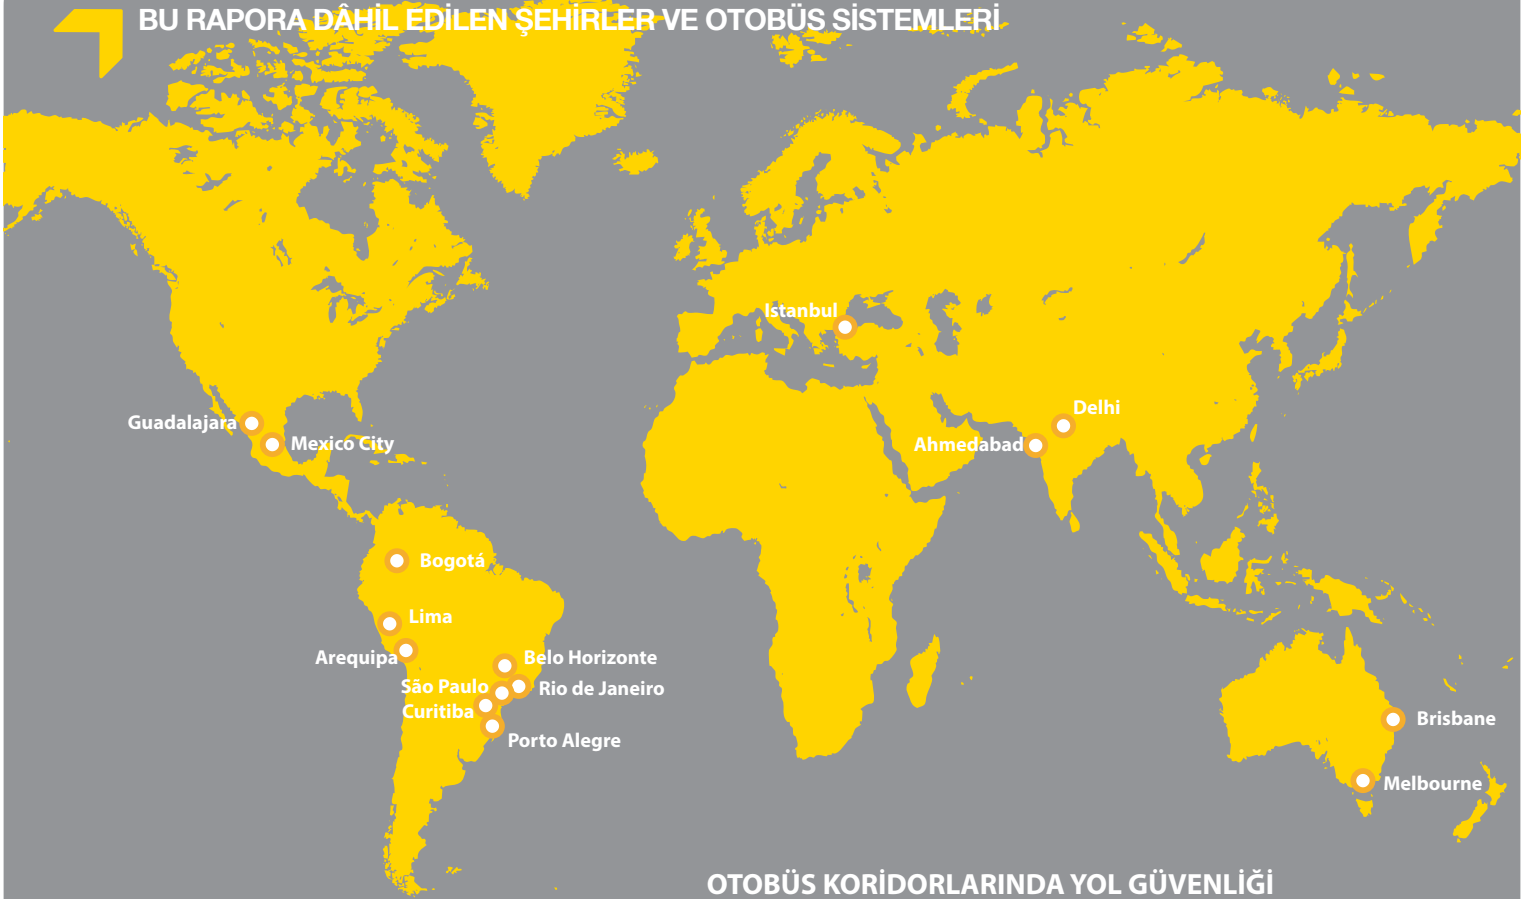 BU RAPORA DÂHİL EDİLEN ŞEHİRLER VE OTOBÜS SİSTEMLERİ
Istanbul
Guadalajara
Mexico City
Delhi
Ahmedabad
Bogotá
Lima
Arequipa
Belo Horizonte
São Paulo
Rio de Janeiro
Curitiba
Porto Alegre
Brisbane
Melbourne
OTOBÜS KORİDORLARINDA YOL GÜVENLİĞİ